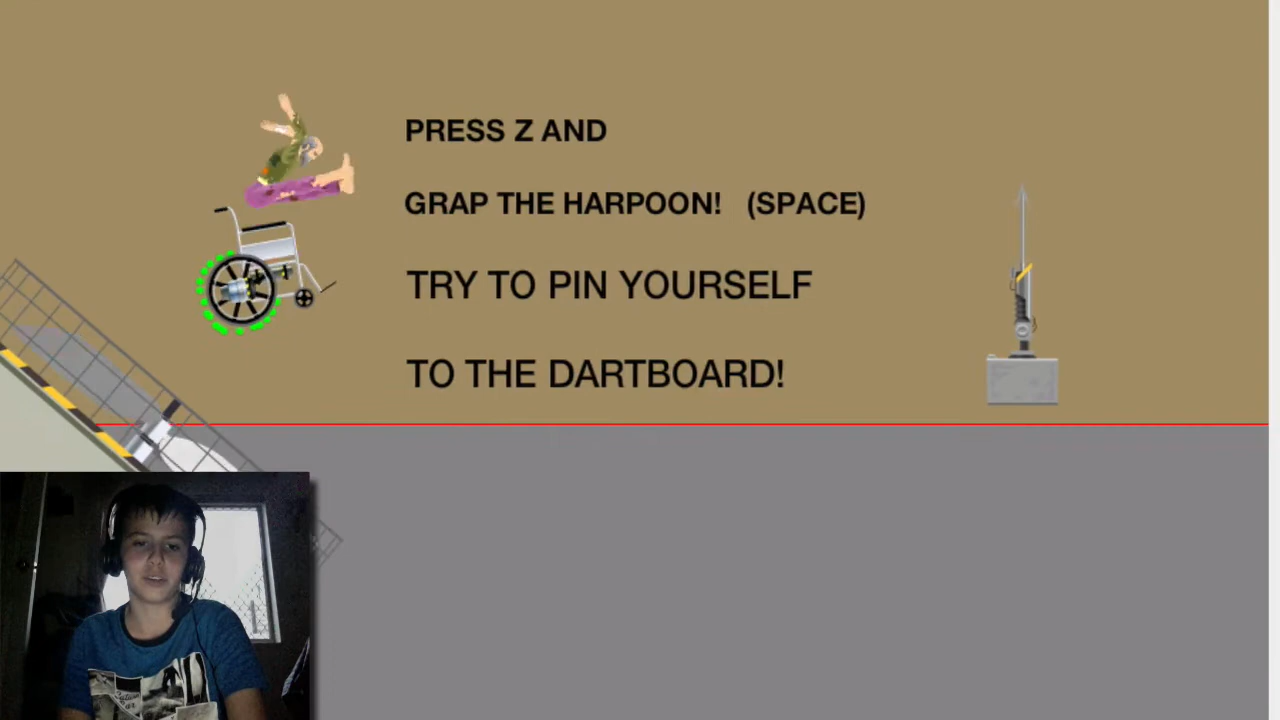 PRESS Z AND
GRAP THE HARPOON! (SPACE)
TRY TO PIN YOURSELF
TO THE DARTBOARD!